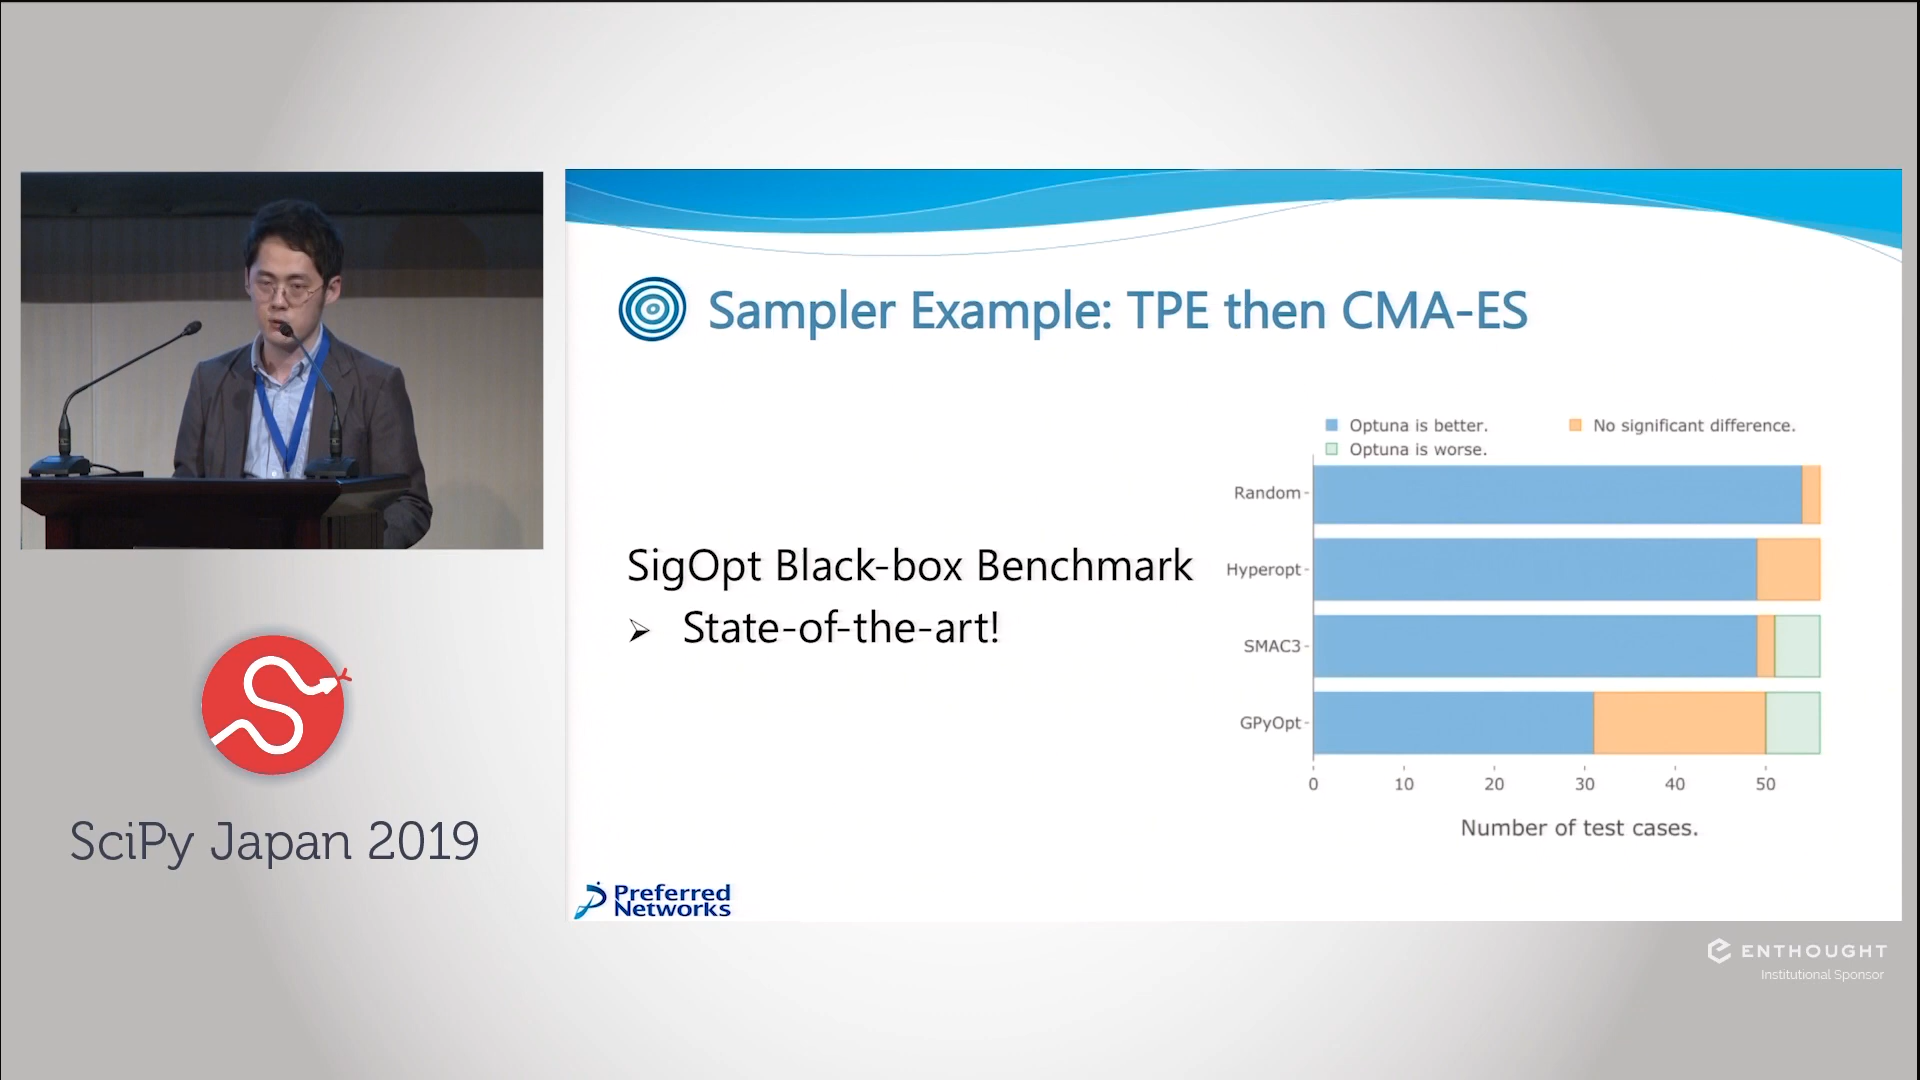 Sampler Example: TPE then CMA-ES
Optuna is better.
No significant difference.
Optuna is worse.
SigOpt Black-box Benchmark
➢ State-of-the-art!
Random
Hyperopt
SMAC3
GPyOpt
0 10 20 30 40 50
Number of test cases.
Preferred
Networks
SciPy Japan 2019
ENTHOUGHT
Institutional Sponsor